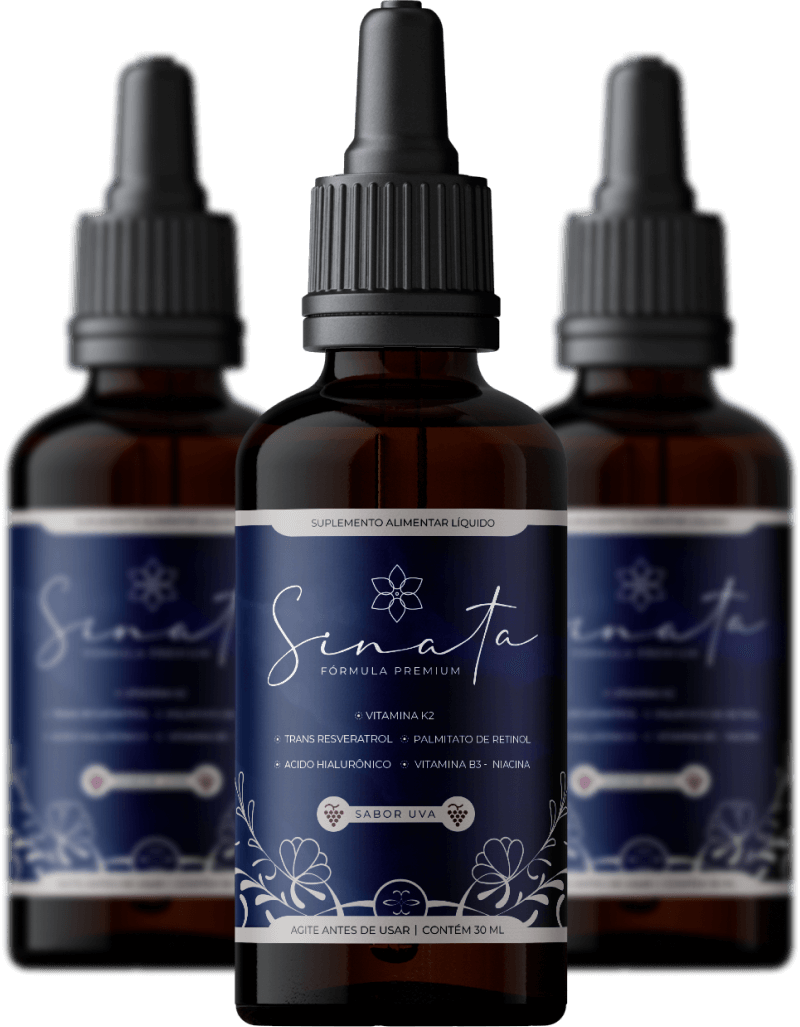 SUPLEMENTO ALIMENTAR LÍQUIDO
Sinata
FÓRMULA PREMIUM
VITAMINA K2
TRANS RESVERATROL PALMITATO DE RETINOL
ACIDO HIALURÔNICO VITAMINA B3 - NIACINA
SABOR UVA
AGITE ANTES DE USAR | CONTÉM 30 ML